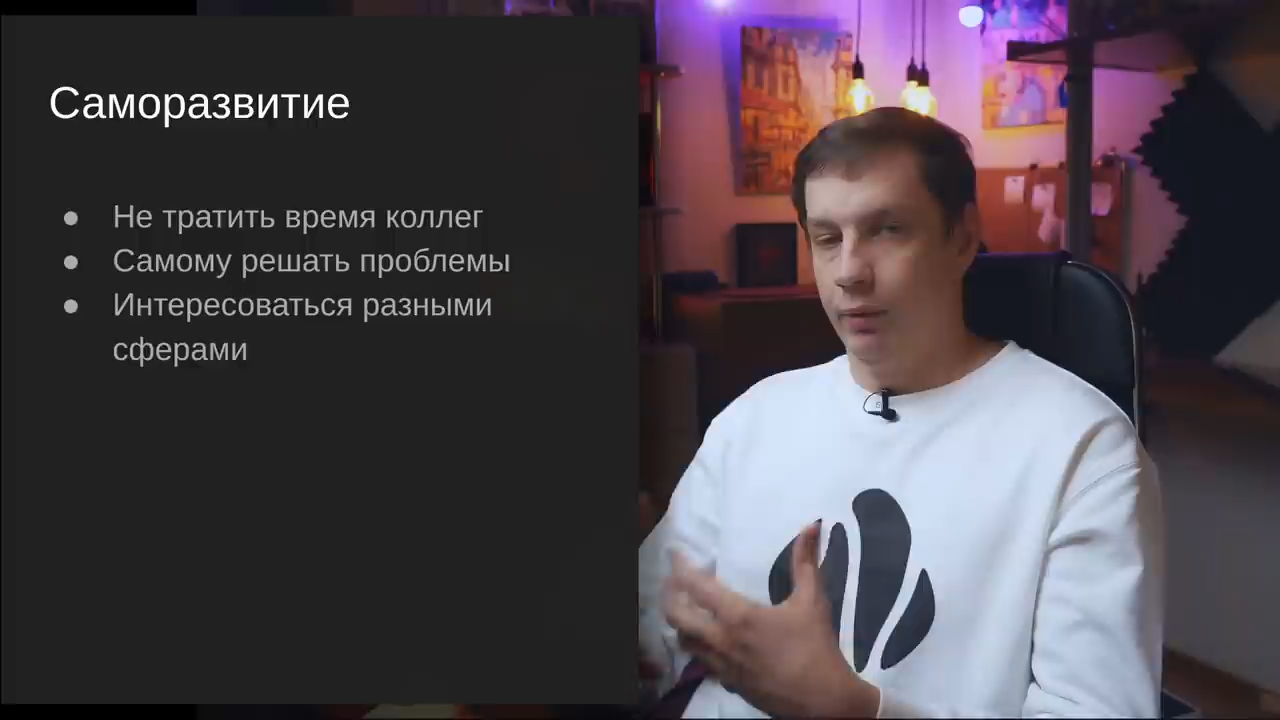 Саморазвитие
● Не тратить время коллег
● Самому решать проблемы
● Интересоваться разными
сферами